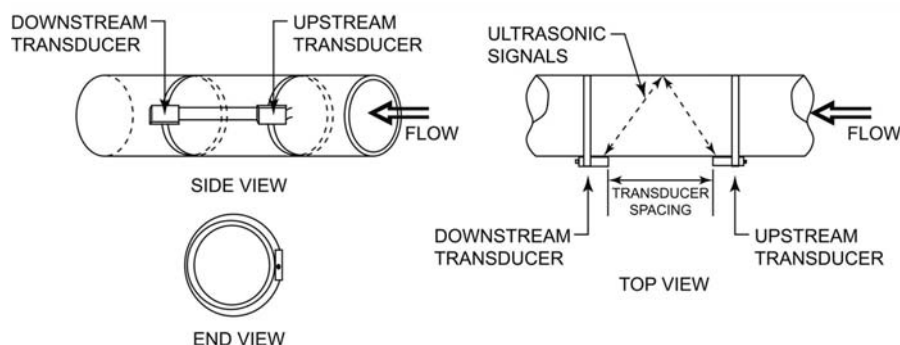 DOWNSTREAM
TRANSDUCER
UPSTREAM
TRANSDUCER
FLOW
SIDE VIEW
END VIEW
ULTRASONIC
SIGNALS
FLOW
TRANSDUCER
SPACING
DOWNSTREAM
TRANSDUCER
UPSTREAM
TRANSDUCER
TOP VIEW